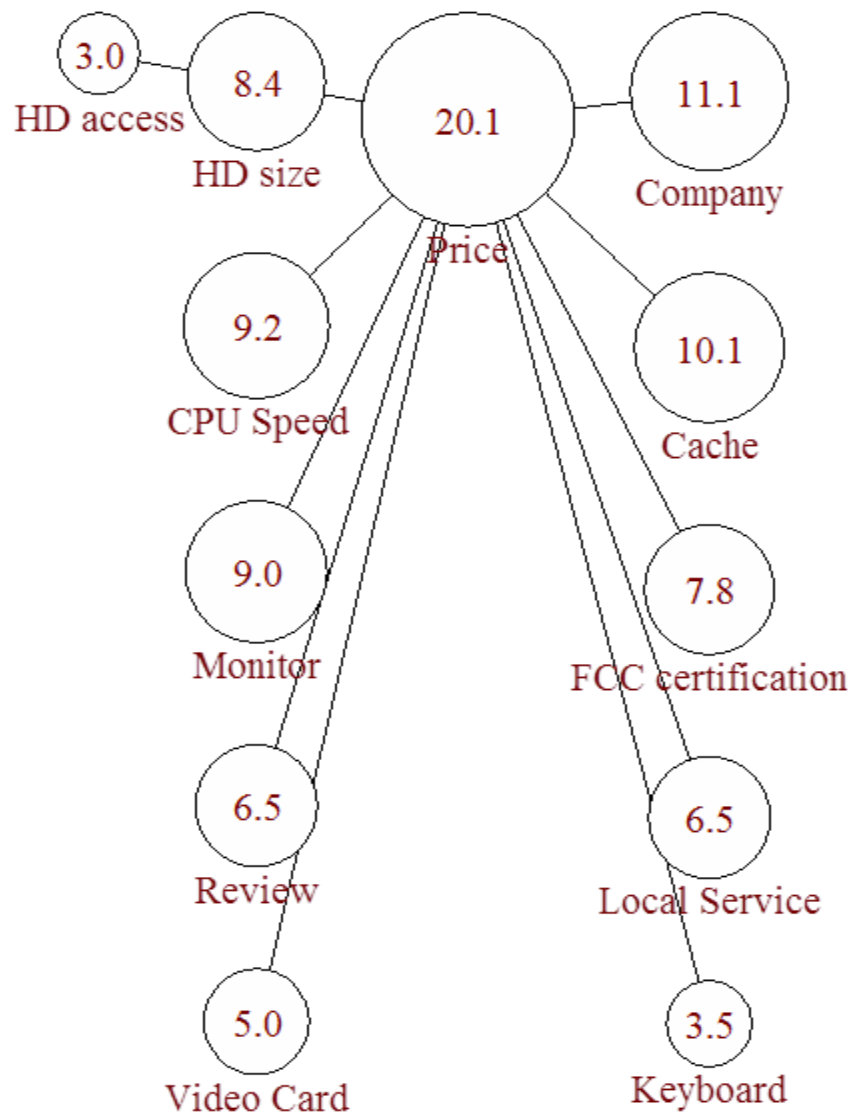 3.0
HD access
8.4
HD size
20.1
Price
11.1
Company
9.2
CPU Speed
10.1
Cache
9.0
Monitor
7.8
FCC certification
6.5
Review
6.5
Local Service
5.0
Video Card
3.5
Keyboard